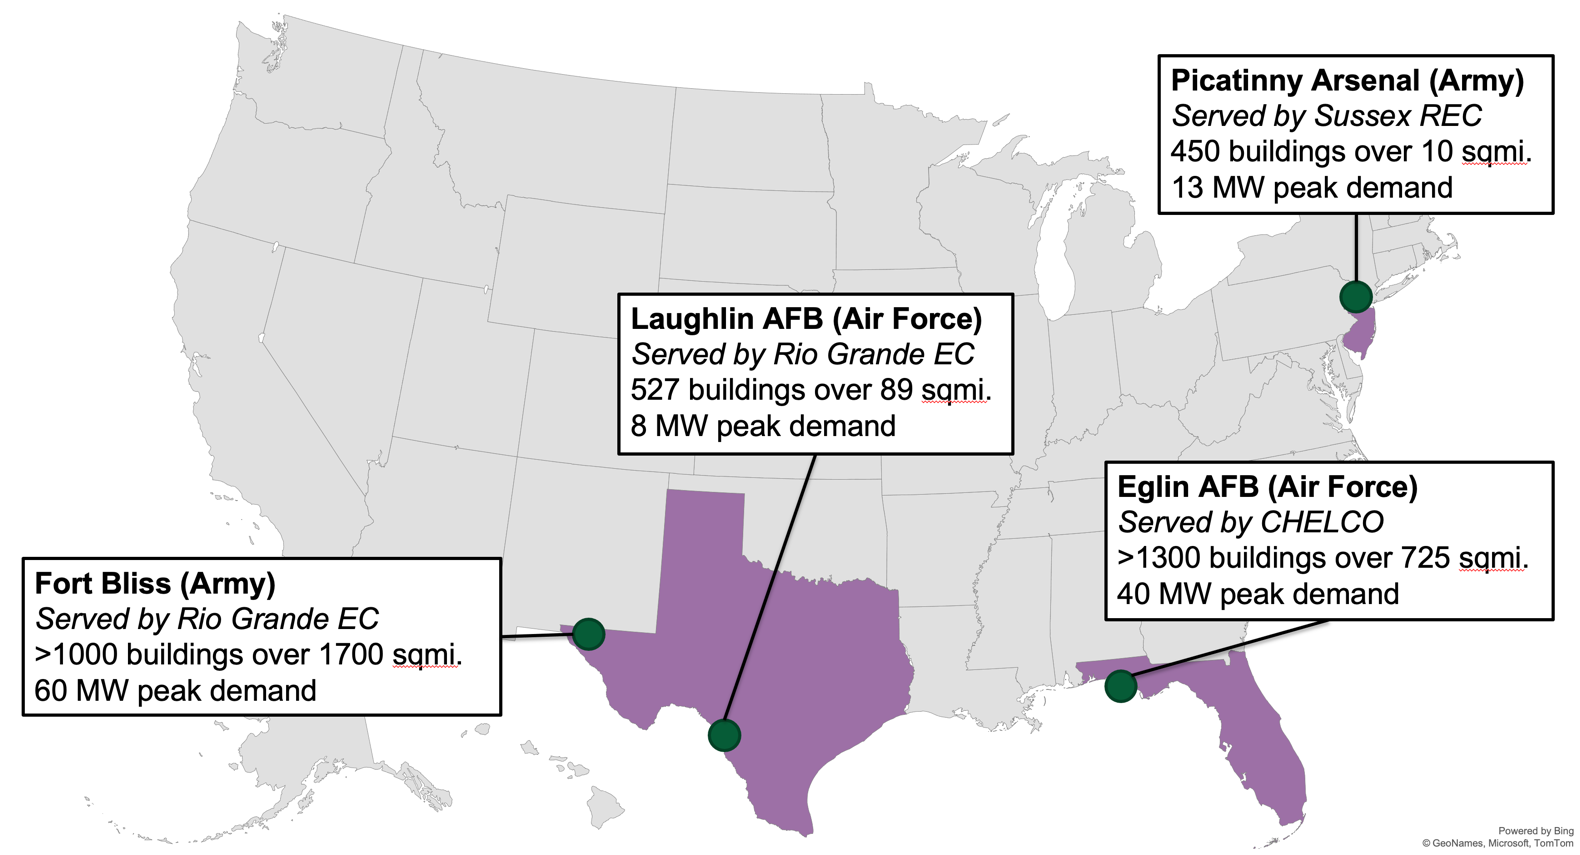 Picatinny Arsenal (Army)
Served by Sussex REC
450 buildings over 10 sqmi.
13 MW peak demand
Laughlin AFB (Air Force)
Served by Rio Grande EC
527 buildings over 89 sqmi.
8 MW peak demand
Eglin AFB (Air Force)
Served by CHELCO
>1300 buildings over 725 sqmi.
40 MW peak demand
Fort Bliss (Army)
Served by Rio Grande EC
>1000 buildings over 1700 sqmi.
60 MW peak demand
Powered by Bing
© GeoNames, Microsoft, TomTom